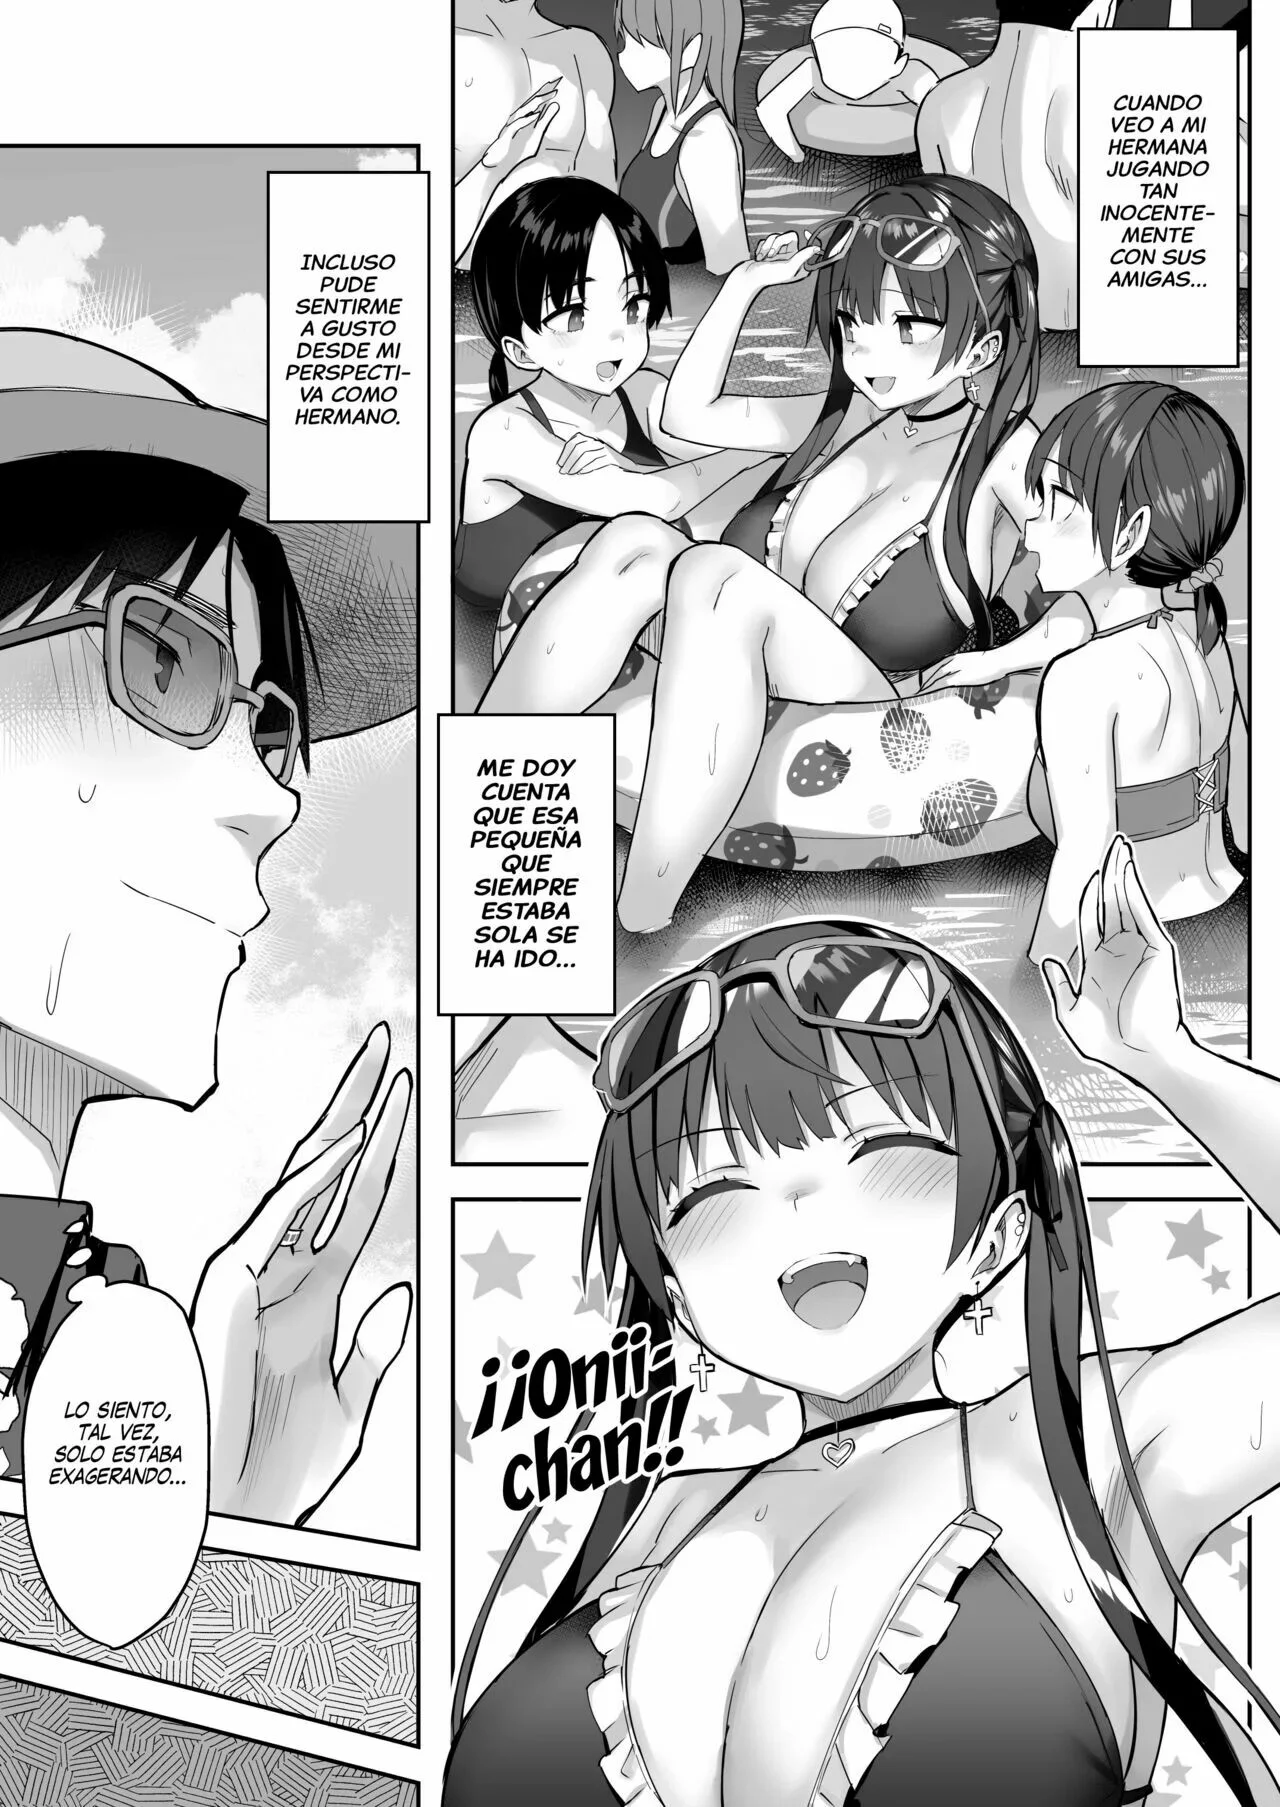 CUANDO
VEO A MI
HERMANA
JUGANDO
TAN
INOCENTE-
MENTE
CON SUS
AMIGAS...
ME DOY
CUENTA
QUE ESA
PEQUEÑA
QUE
SIEMPRE
ESTABA
SOLA SE
HA IDO...
¡¡Onii-
chan!!
INCLUSO
PUDE
SENTIRME
A GUSTO
DESDE MI
PERSPECTI-
VA COMO
HERMANO.
LO SIENTO,
TAL VEZ,
SOLO ESTABA
EXAGERANDO...